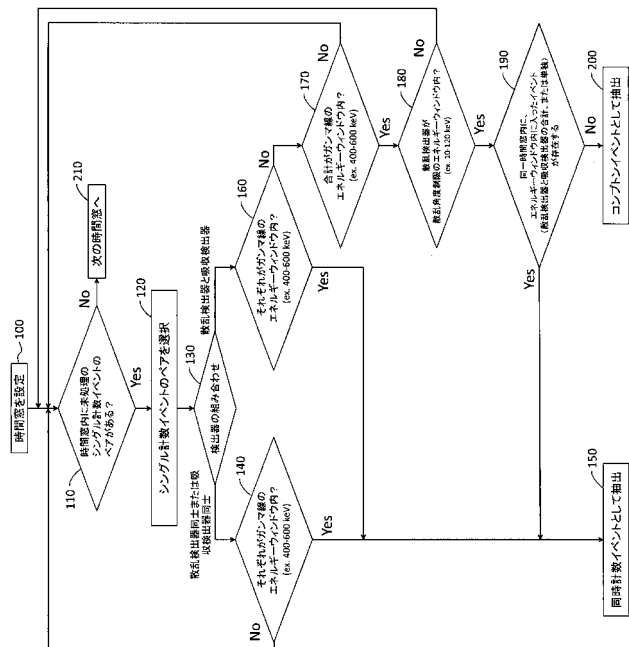 100
時間窓を設定
110
時間窓内に未処理の
シングル計数イベントの
ペアがある？
No
210
次の時間窓へ
Yes
120
シングル計数イベントのペアを選択
130
検出器の組み合わせ
散乱検出器同士または吸
収検出器同士
散乱検出器と吸収検出器
140
それぞれがガンマ線の
エネルギーウィンドウ内？
(ex. 400-600 keV)
No
Yes
160
それぞれがガンマ線の
エネルギーウィンドウ内？
(ex. 400-600 keV)
No
Yes
170
合計がガンマ線の
エネルギーウィンドウ内？
(ex. 400-600 keV)
No
Yes
180
散乱検出器が
散乱角度制限のエネルギーウィンドウ内？
(ex. 10-120 keV)
No
Yes
190
同一時間窓内に、
エネルギーウィンドウ内に入ったイベント
(散乱検出器と吸収検出器の合計、または単独)
が存在する
Yes
No
150
同時計数イベントとして抽出
200
コンプトンイベントとして抽出